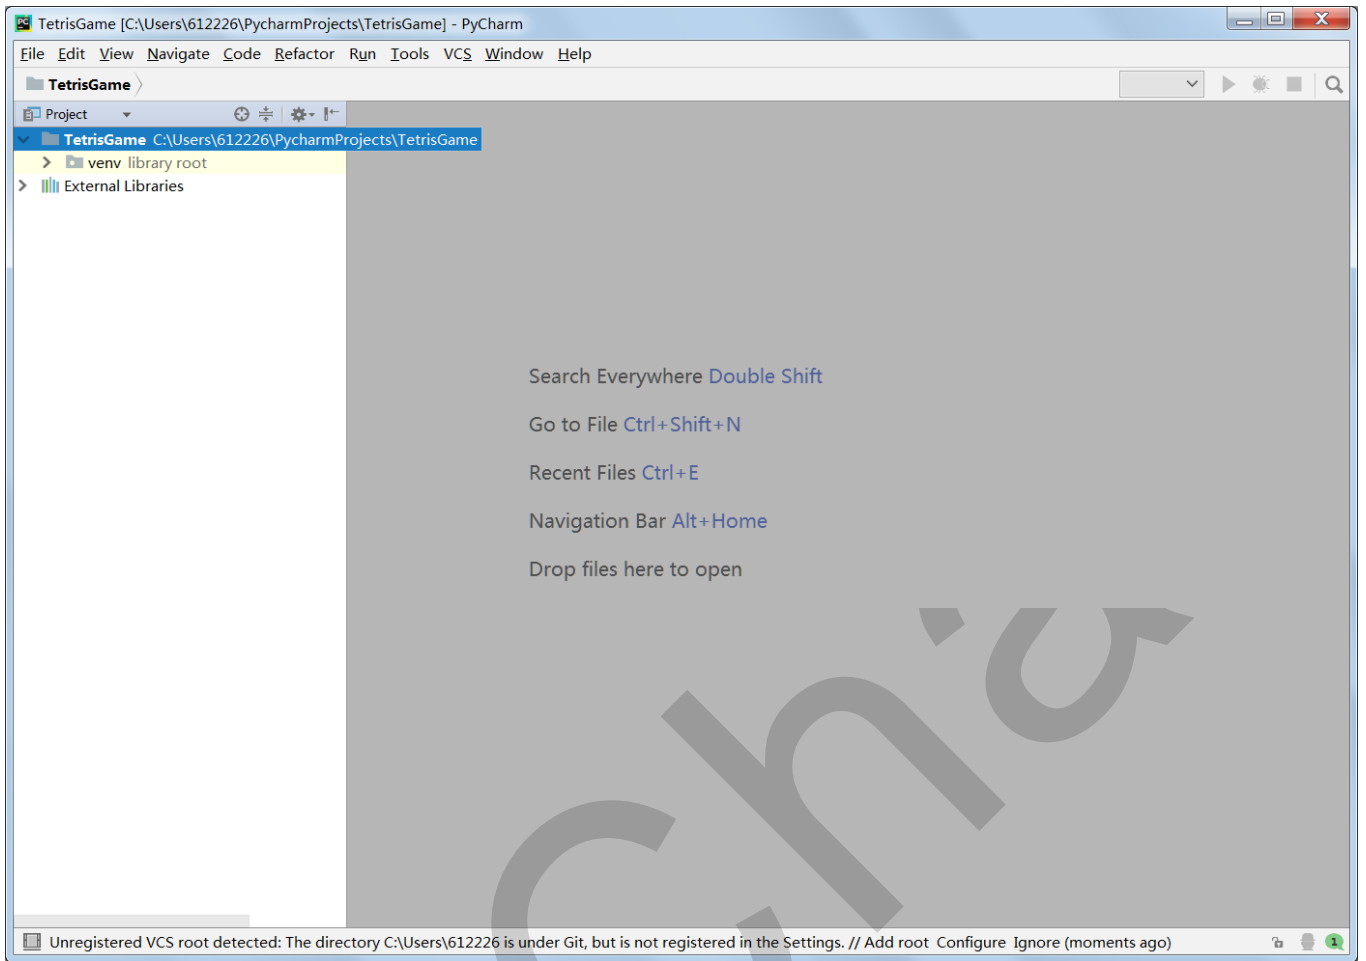 TetrisGame [C:\Users\612226\PycharmProjects\TetrisGame] - PyCharm
File Edit View Navigate Code Refactor Run Tools VCS Window Help
TetrisGame
Project
TetrisGame C:\Users\612226\PycharmProjects\TetrisGame
venv library root
External Libraries
Search Everywhere Double Shift
Go to File Ctrl+Shift+N
Recent Files Ctrl+E
Navigation Bar Alt+Home
Drop files here to open
Cha
Unregistered VCS root detected: The directory C:\Users\612226 is under Git, but is not registered in the Settings. // Add root Configure Ignore (moments ago)
1